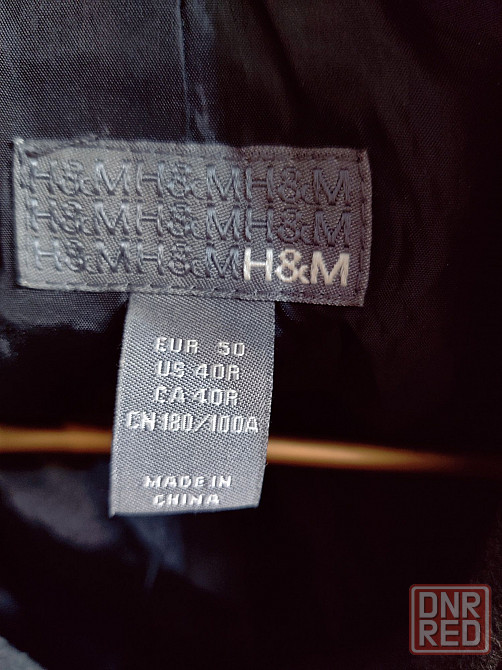 H&MH&MH&M
H&MH&MH&M
H&MH&MH&M
EUR 50
US 40R
CA 40R
CN 180/100A
MADE IN
CHINA
DNR
RED